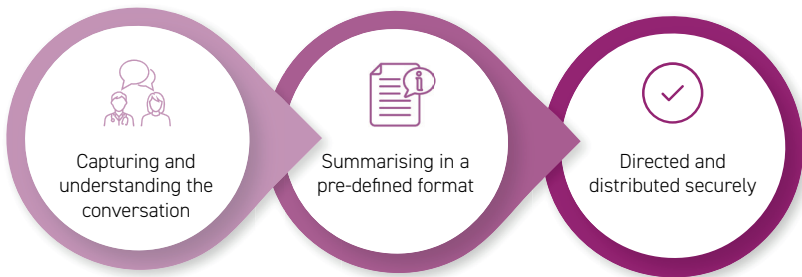 Capturing and
understanding the
conversation
Summarising in a
pre-defined format
Directed and
distributed securely